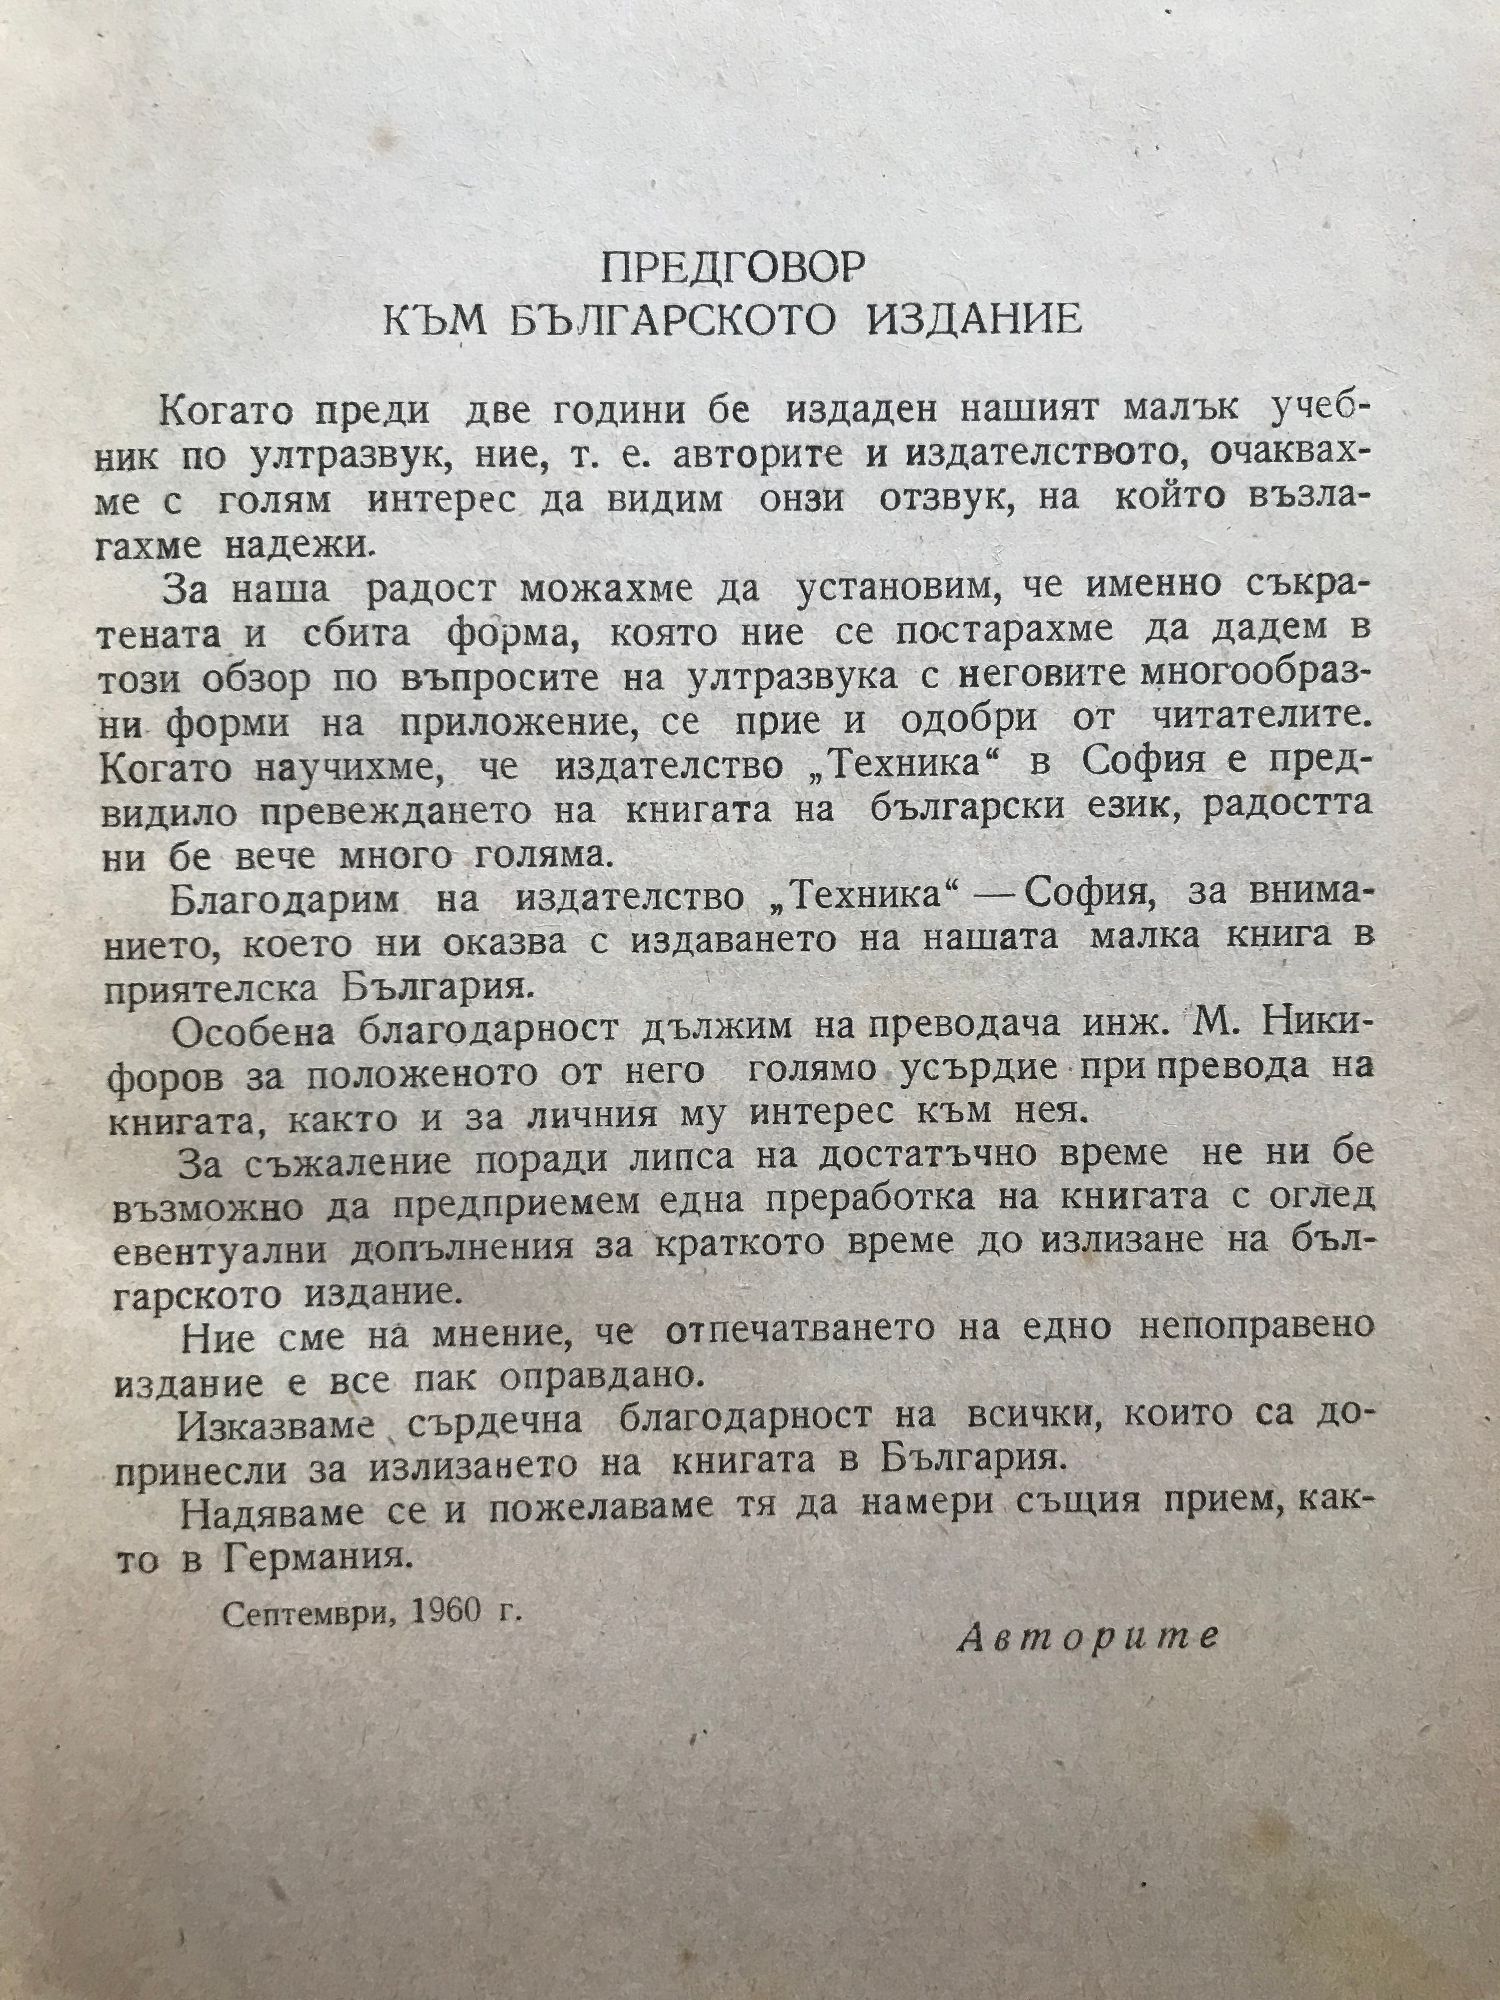 ПРЕДГОВОР
КЪМ БЪЛГАРСКОТО ИЗДАНИЕ
Когато преди две години бе издаден нашият малък учеб-
ник по ултразвук, ние, т. е. авторите и издателството, очаквах-
ме с голям интерес да видим онзи отзвук, на който възла-
гахме надежи.
За наша радост можахме да установим, че именно съкра-
тената и сбита форма, която ние се постарахме да дадем в
този обзор по въпросите на ултразвука с неговите многообраз-
ни форми на приложение, се прие и одобри от читателите.
Когато научихме, че издателство „Техника“ в София е пред-
видило превеждането на книгата на български език, радостта
ни бе вече много голяма.
Благодарим на издателство „Техника“ — София, за внима-
нието, което ни оказва с издаването на нашата малка книга в
приятелска България.
Особена благодарност дължим на преводача инж. М. Ники-
форов за положеното от него голямо усърдие при превода на
книгата, както и за личния му интерес към нея.
За съжаление поради липса на достатъчно време не ни бе
възможно да предприемем една преработка на книгата с оглед
евентуални допълнения за краткото време до излизане на бъл-
гарското издание.
Ние сме на мнение, че отпечатването на едно непоправено
издание е все пак оправдано.
Изказваме сърдечна благодарност на всички, които са до-
принесли за излизането на книгата в България.
Надяваме се и пожелаваме тя да намери същия прием, как-
то в Германия.
Септември, 1960 г.
Авторите